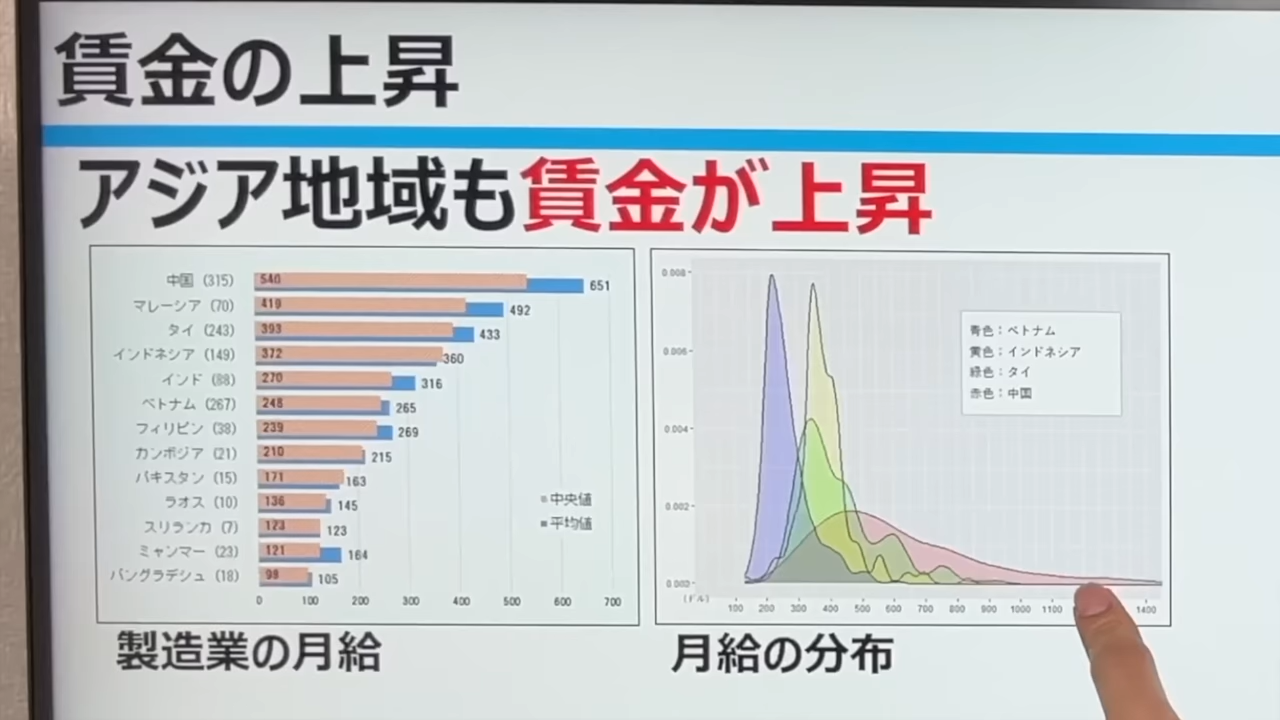 賃金の上昇
アジア地域も賃金が上昇
中国 (315) 540 651
マレーシア (70) 419 492
タイ (243) 393 433
インドネシア (149) 372 360
インド (88) 270 316
ベトナム (267) 248 265
フィリピン (38) 239 269
カンボジア (21) 210 215
パキスタン (15) 171 163
ラオス (10) 136 145
スリランカ (7) 123 123
ミャンマー (23) 121 164
バングラデシュ (18) 98 105
中央値
平均値
0 100 200 300 400 500 600 700
製造業の月給
0.008
0.006
0.004
0.002
青色：ベトナム
黄色：インドネシア
緑色：タイ
赤色：中国
(ドル)
100 200 300 400 500 600 700 800 900 1000 1100 1400
月給の分布